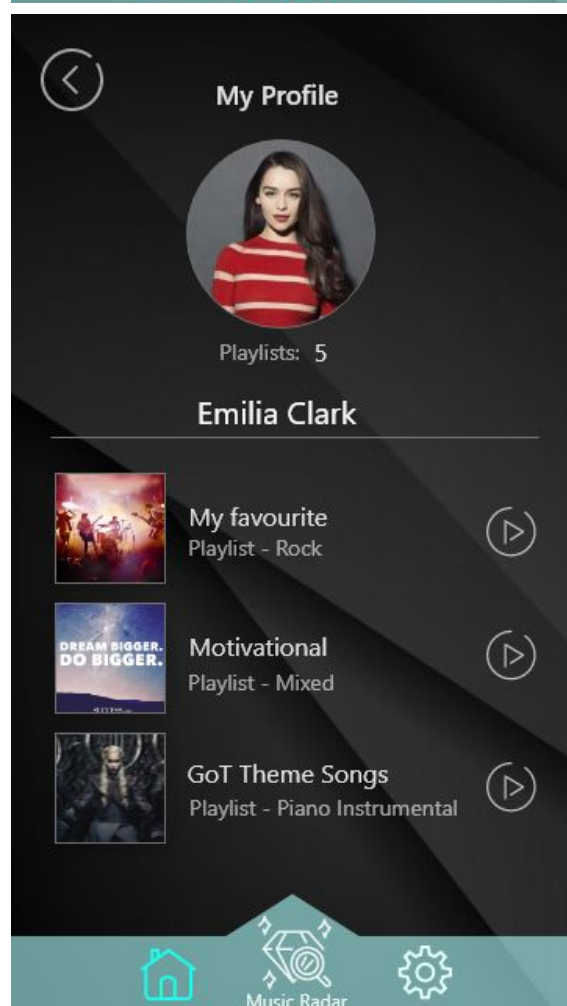 My Profile
Playlists: 5
Emilia Clark
My favourite
Playlist - Rock
DREAM BIGGER.
DO BIGGER.
Motivational
Playlist - Mixed
GoT Theme Songs
Playlist - Piano Instrumental
Music Radar